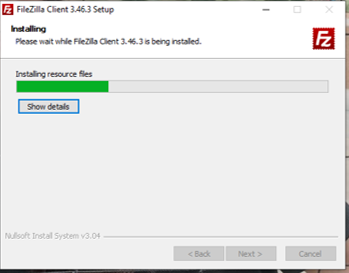 FileZilla Client 3.46.3 Setup
Installing
Please wait while FileZilla Client 3.46.3 is being installed.
Fz
Installing resource files
Show details
Nullsoft Install System v3.04
< Back
Next >
Cancel